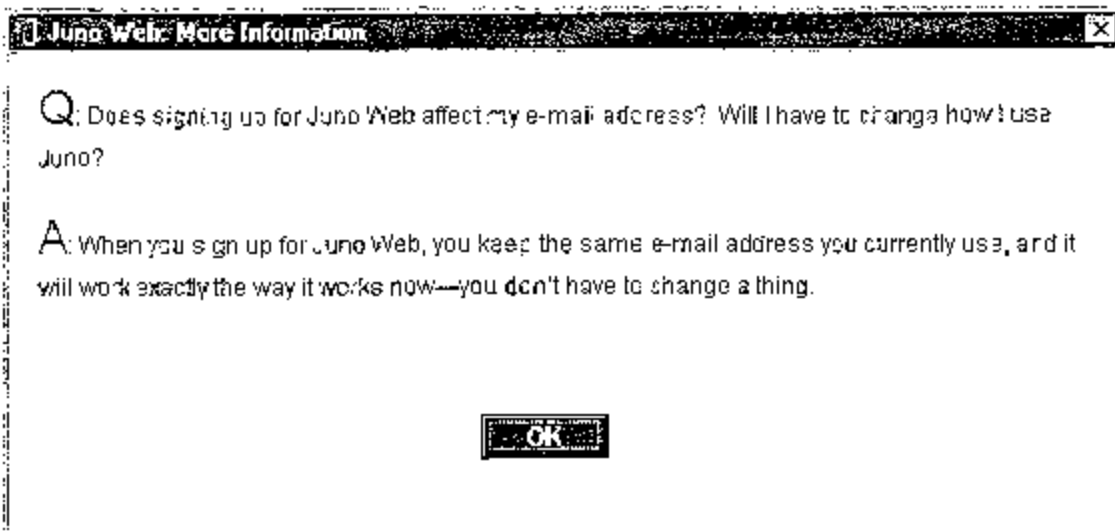 Juno Web: More Information
Q: Does signing up for Juno Web affect my e-mail address? Will I have to change how I use
Juno?
A: When you sign up for Juno Web, you keep the same e-mail address you currently use, and it
will work exactly the way it works now—you don't have to change a thing.
OK